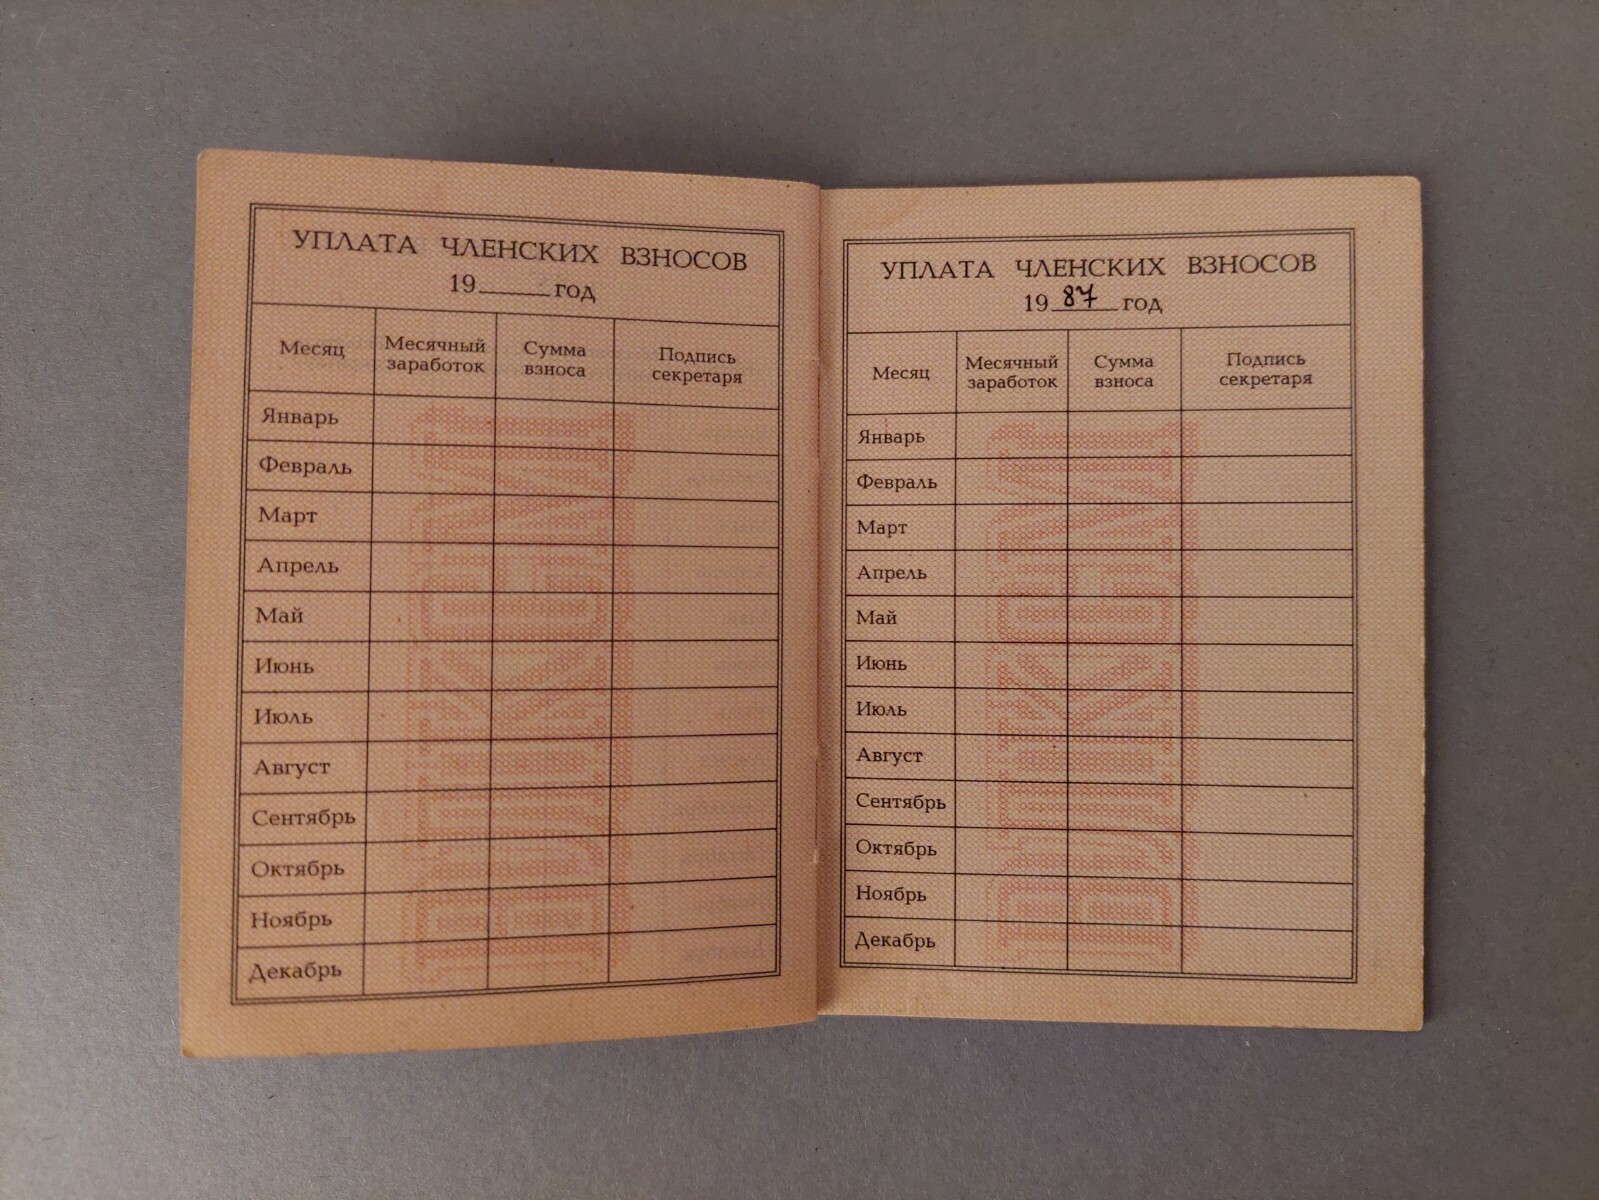 УПЛАТА ЧЛЕНСКИХ ВЗНОСОВ
19 год
Месяц Месячный заработок Сумма взноса Подпись секретаря
Январь
Февраль
Март
Апрель
Май
Июнь
Июль
Август
Сентябрь
Октябрь
Ноябрь
Декабрь
УПЛАТА ЧЛЕНСКИХ ВЗНОСОВ
1987 год
Месяц Месячный заработок Сумма взноса Подпись секретаря
Январь
Февраль
Март
Апрель
Май
Июнь
Июль
Август
Сентябрь
Октябрь
Ноябрь
Декабрь